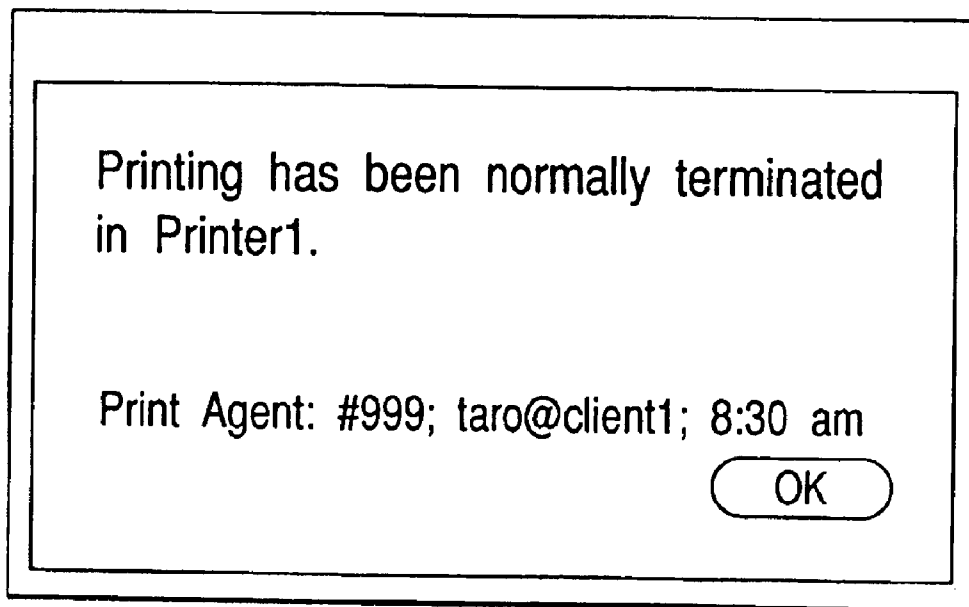 Printing has been normally terminated
in Printer1.
Print Agent: #999; taro@client1; 8:30 am
OK